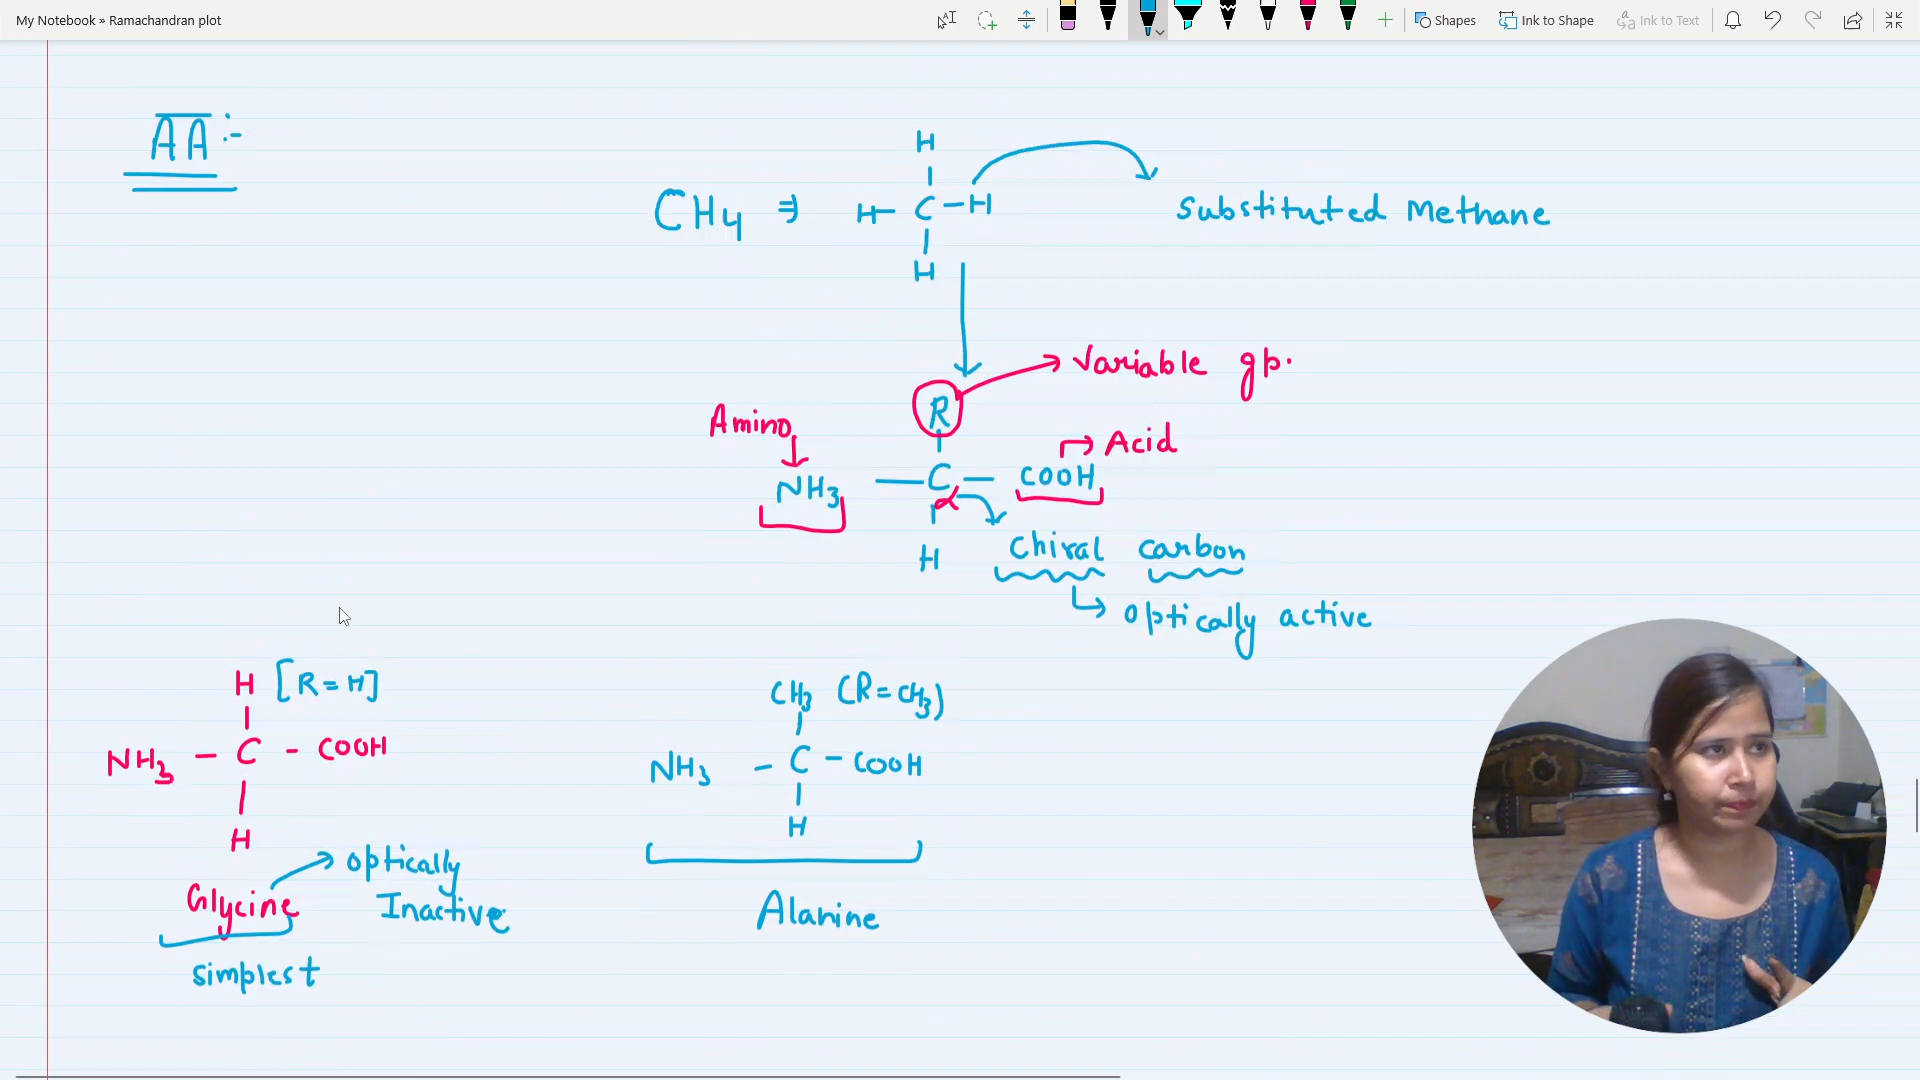 My Notebook » Ramachandran plot
Shapes
Ink to Shape
Ink to Text
AA :-
H
CH4 ⇒ H - C - H
H
Substituted Methane
Variable gp.
R
Amino
Acid
NH3 - C - COOH
α
H
Chiral carbon
optically active
H [R = H]
NH3 - C - COOH
H
Glycine
optically
Inactive
simplest
CH3 (R = CH3)
NH3 - C - COOH
H
Alanine